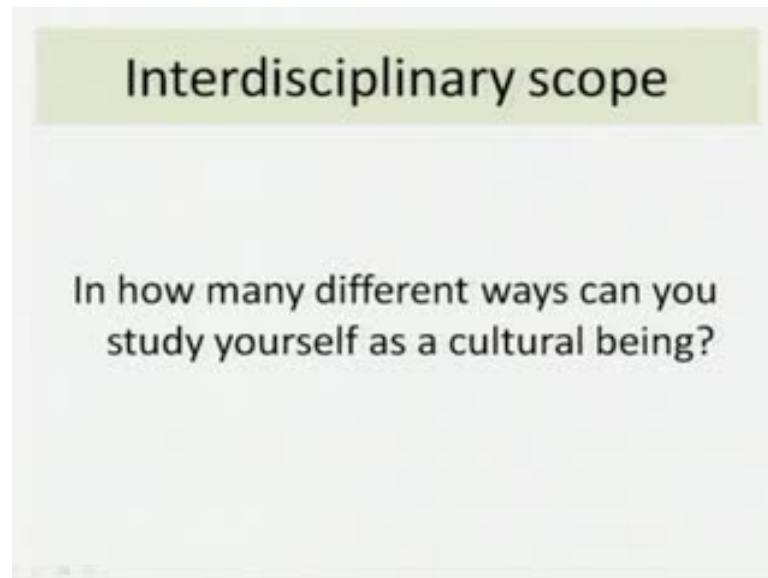 Interdisciplinary scope
In how many different ways can you
study yourself as a cultural being?